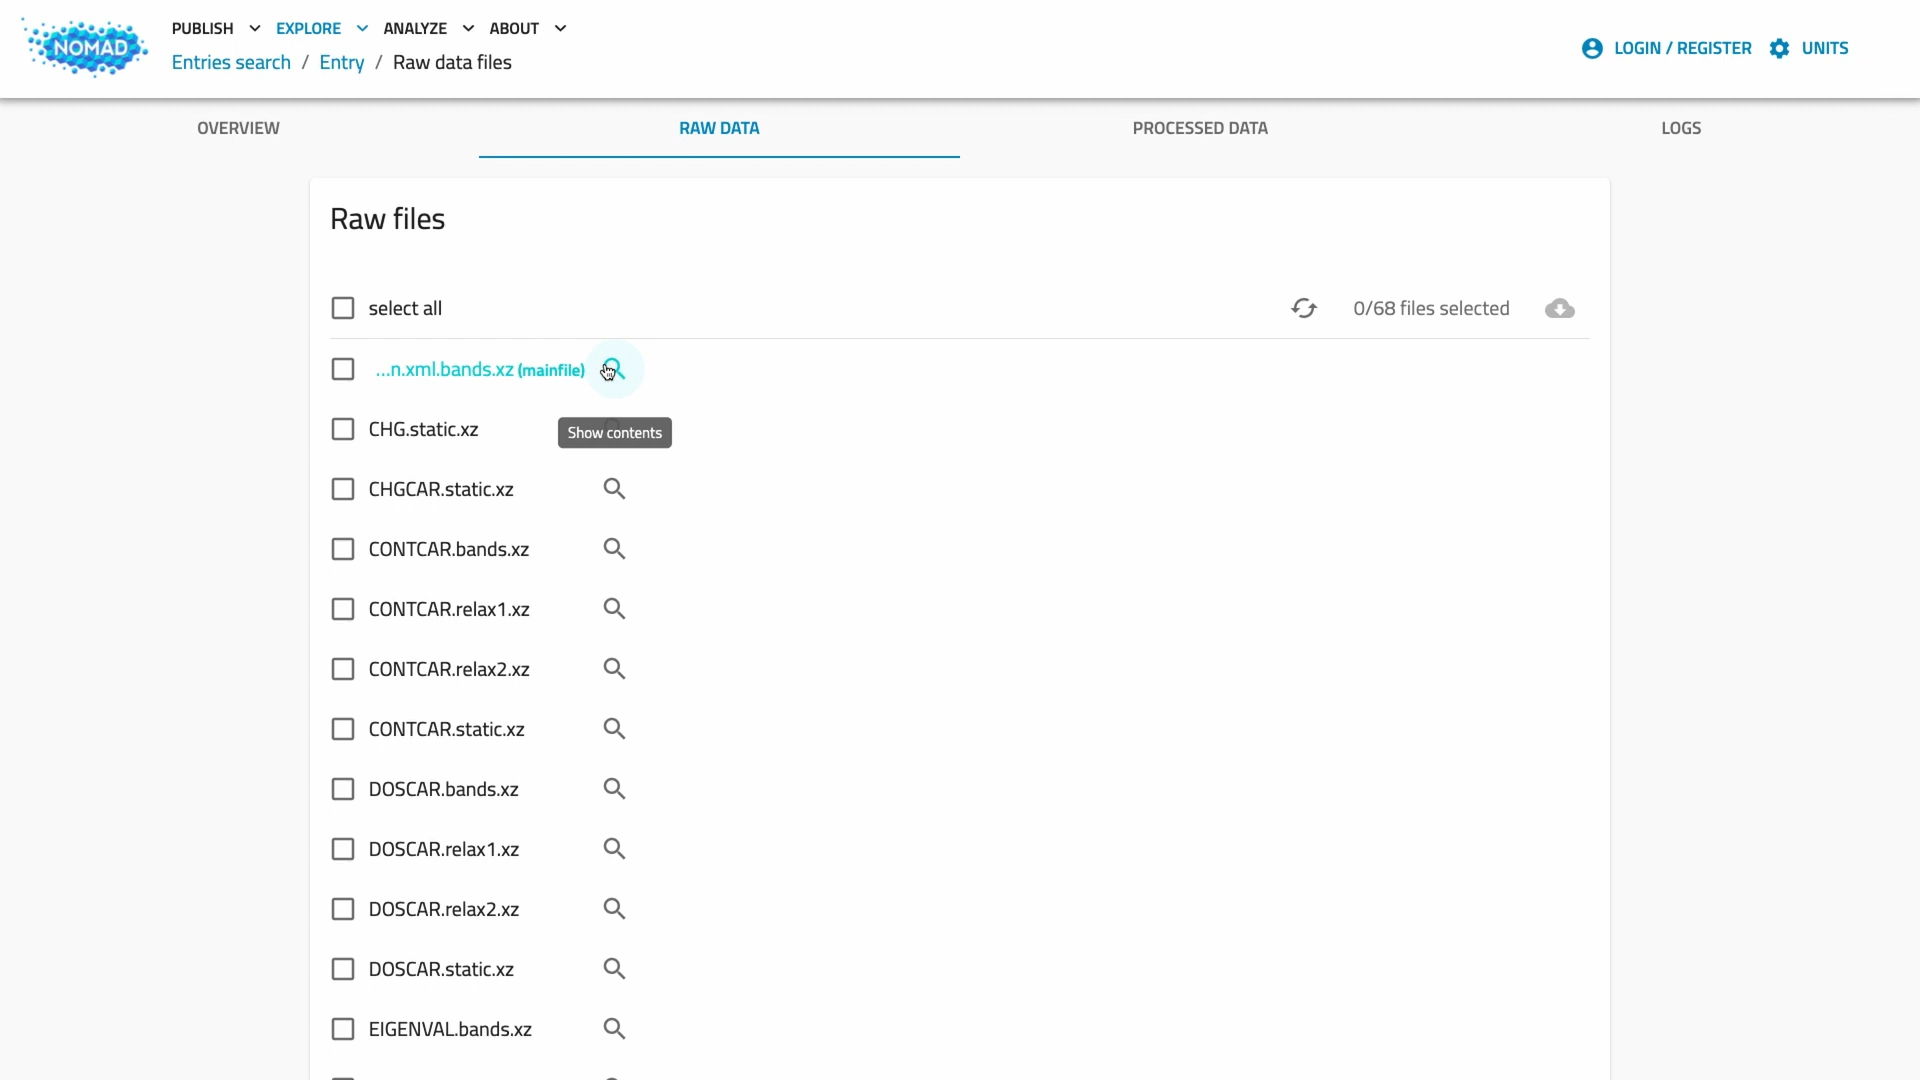 NOMAD
PUBLISH EXPLORE ANALYZE ABOUT
Entries search / Entry / Raw data files
LOGIN / REGISTER UNITS
OVERVIEW RAW DATA PROCESSED DATA LOGS
Raw files
select all 0/68 files selected
...n.xml.bands.xz (mainfile)
CHG.static.xz
Show contents
CHGCAR.static.xz
CONTCAR.bands.xz
CONTCAR.relax1.xz
CONTCAR.relax2.xz
CONTCAR.static.xz
DOSCAR.bands.xz
DOSCAR.relax1.xz
DOSCAR.relax2.xz
DOSCAR.static.xz
EIGENVAL.bands.xz